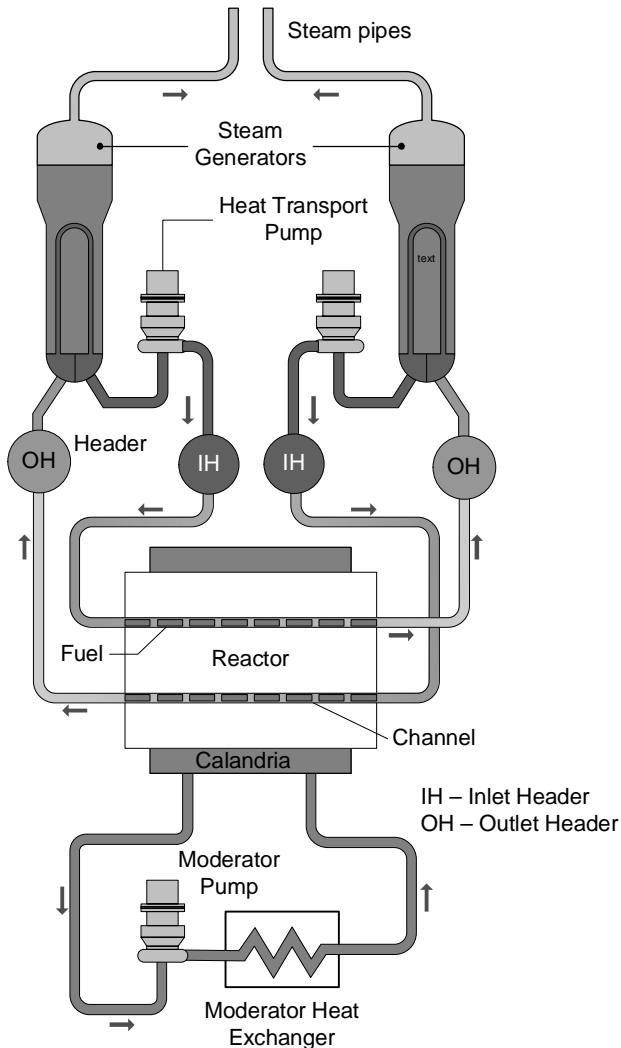 Steam pipes
Steam
Generators
Heat Transport
Pump
text
Header
OH
IH
IH
OH
Fuel
Reactor
Channel
Calandria
IH – Inlet Header
OH – Outlet Header
Moderator
Pump
Moderator Heat
Exchanger